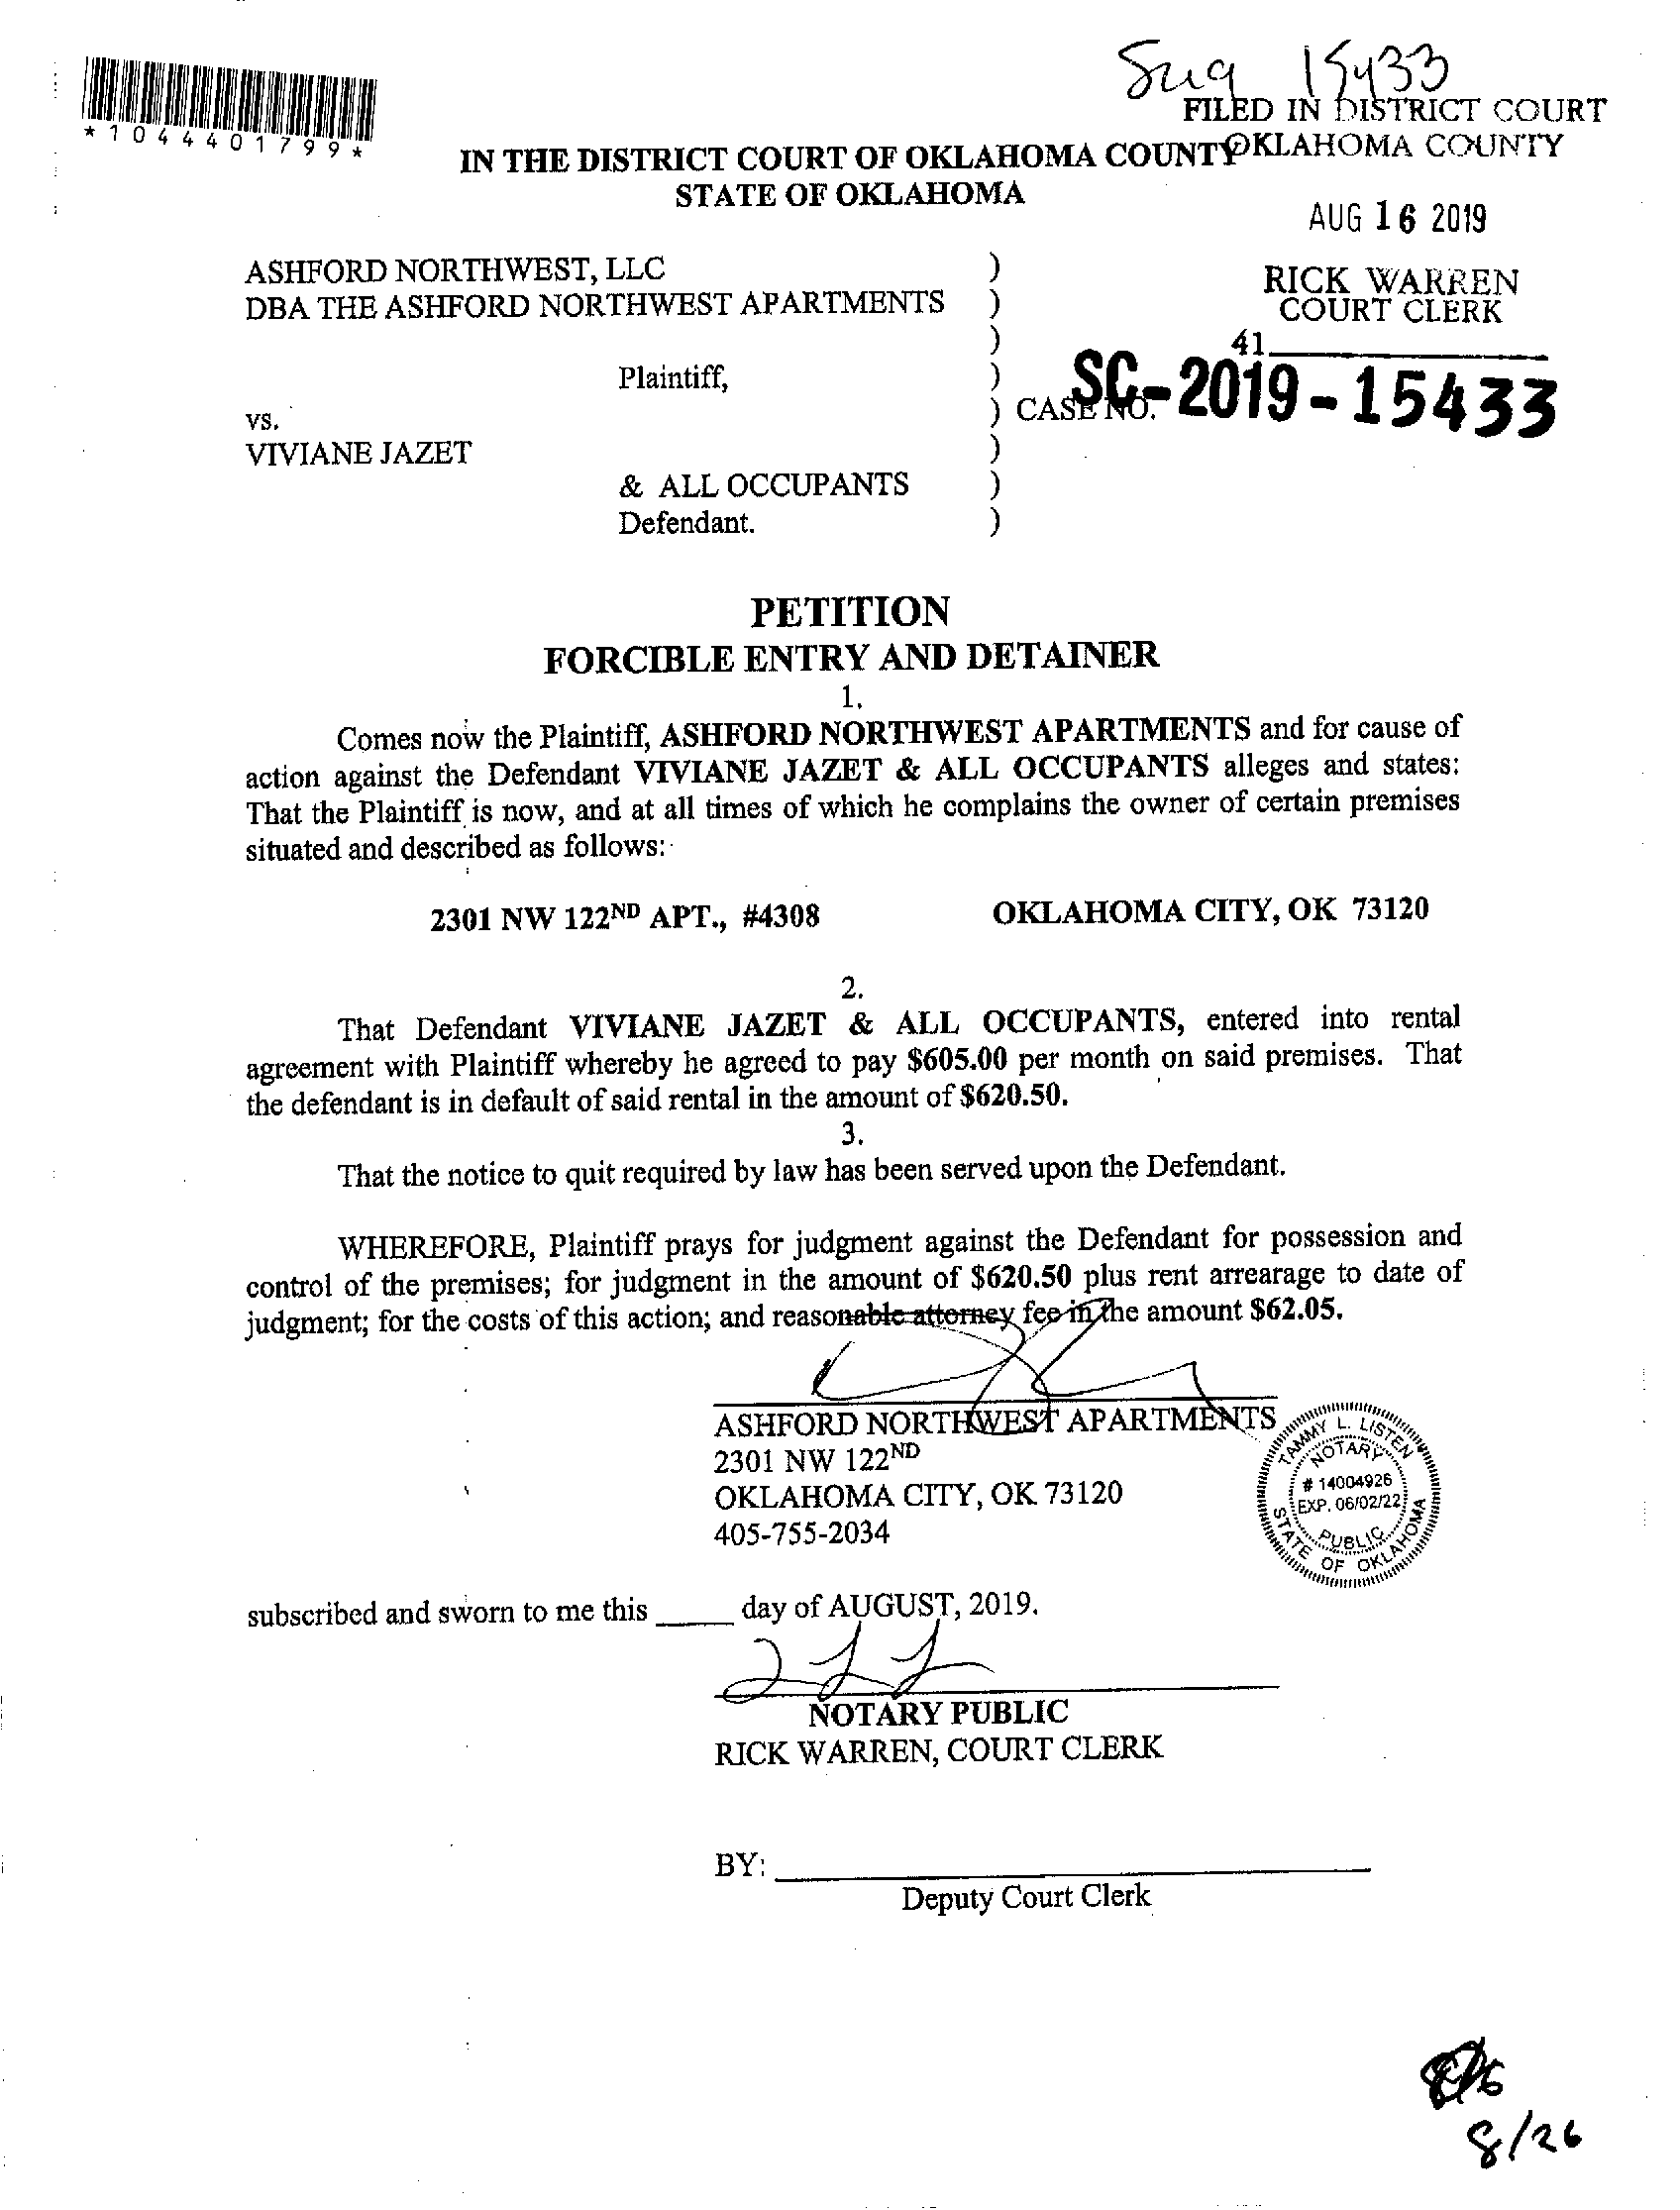 Sug 15433
*1044401799*
FILED IN DISTRICT COURT
OKLAHOMA COUNTY
IN THE DISTRICT COURT OF OKLAHOMA COUNTY
STATE OF OKLAHOMA
AUG 16 2019
ASHFORD NORTHWEST, LLC )
DBA THE ASHFORD NORTHWEST APARTMENTS )
)
RICK WARREN
COURT CLERK
41
Plaintiff, )
vs. ) CASE NO. SC-2019-15433
VIVIANE JAZET )
& ALL OCCUPANTS )
Defendant. )
PETITION
FORCIBLE ENTRY AND DETAINER
1.
Comes now the Plaintiff, ASHFORD NORTHWEST APARTMENTS and for cause of
action against the Defendant VIVIANE JAZET & ALL OCCUPANTS alleges and states:
That the Plaintiff is now, and at all times of which he complains the owner of certain premises
situated and described as follows:
2301 NW 122ND APT., #4308 OKLAHOMA CITY, OK 73120
2.
That Defendant VIVIANE JAZET & ALL OCCUPANTS, entered into rental
agreement with Plaintiff whereby he agreed to pay $605.00 per month on said premises. That
the defendant is in default of said rental in the amount of $620.50.
3.
That the notice to quit required by law has been served upon the Defendant.
WHEREFORE, Plaintiff prays for judgment against the Defendant for possession and
control of the premises; for judgment in the amount of $620.50 plus rent arrearage to date of
judgment; for the costs of this action; and reasonable attorney fee in the amount $62.05.
ASHFORD NORTHWEST APARTMENTS
2301 NW 122ND
OKLAHOMA CITY, OK 73120
405-755-2034
TAMMY L. LISTEN
NOTARY
# 14004926
EXP. 06/02/22
PUBLIC
STATE OF OKLAHOMA
subscribed and sworn to me this _____ day of AUGUST, 2019.
NOTARY PUBLIC
RICK WARREN, COURT CLERK
BY:
Deputy Court Clerk
8/26